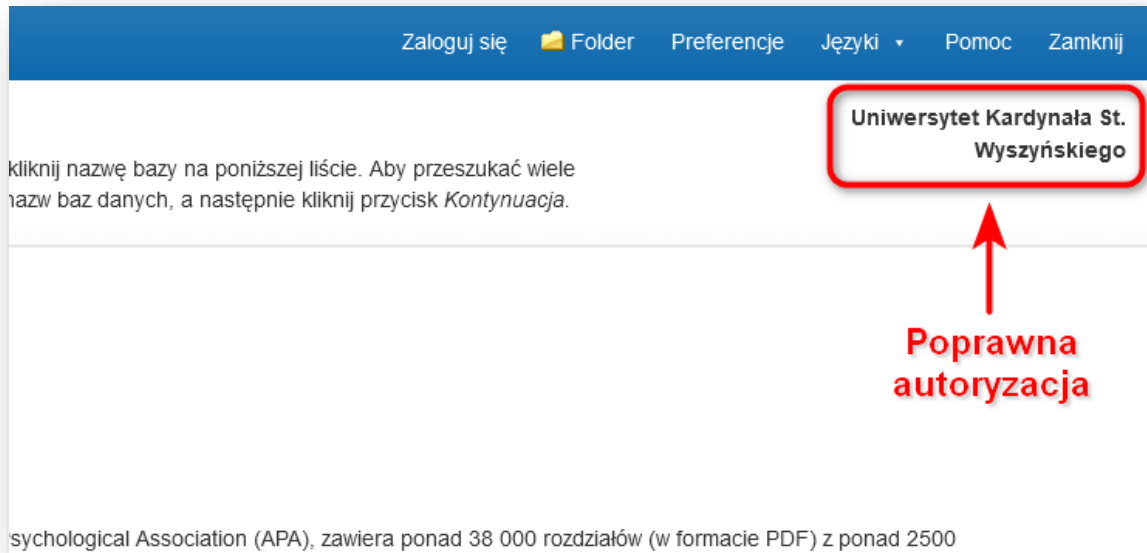 Zaloguj się Folder Preferencje Języki Pomoc Zamknij
Uniwersytet Kardynała St.
Wyszyńskiego
kliknij nazwę bazy na poniższej liście. Aby przeszukać wiele
nazw baz danych, a następnie kliknij przycisk Kontynuacja.
Poprawna
autoryzacja
sychological Association (APA), zawiera ponad 38 000 rozdziałów (w formacie PDF) z ponad 2500